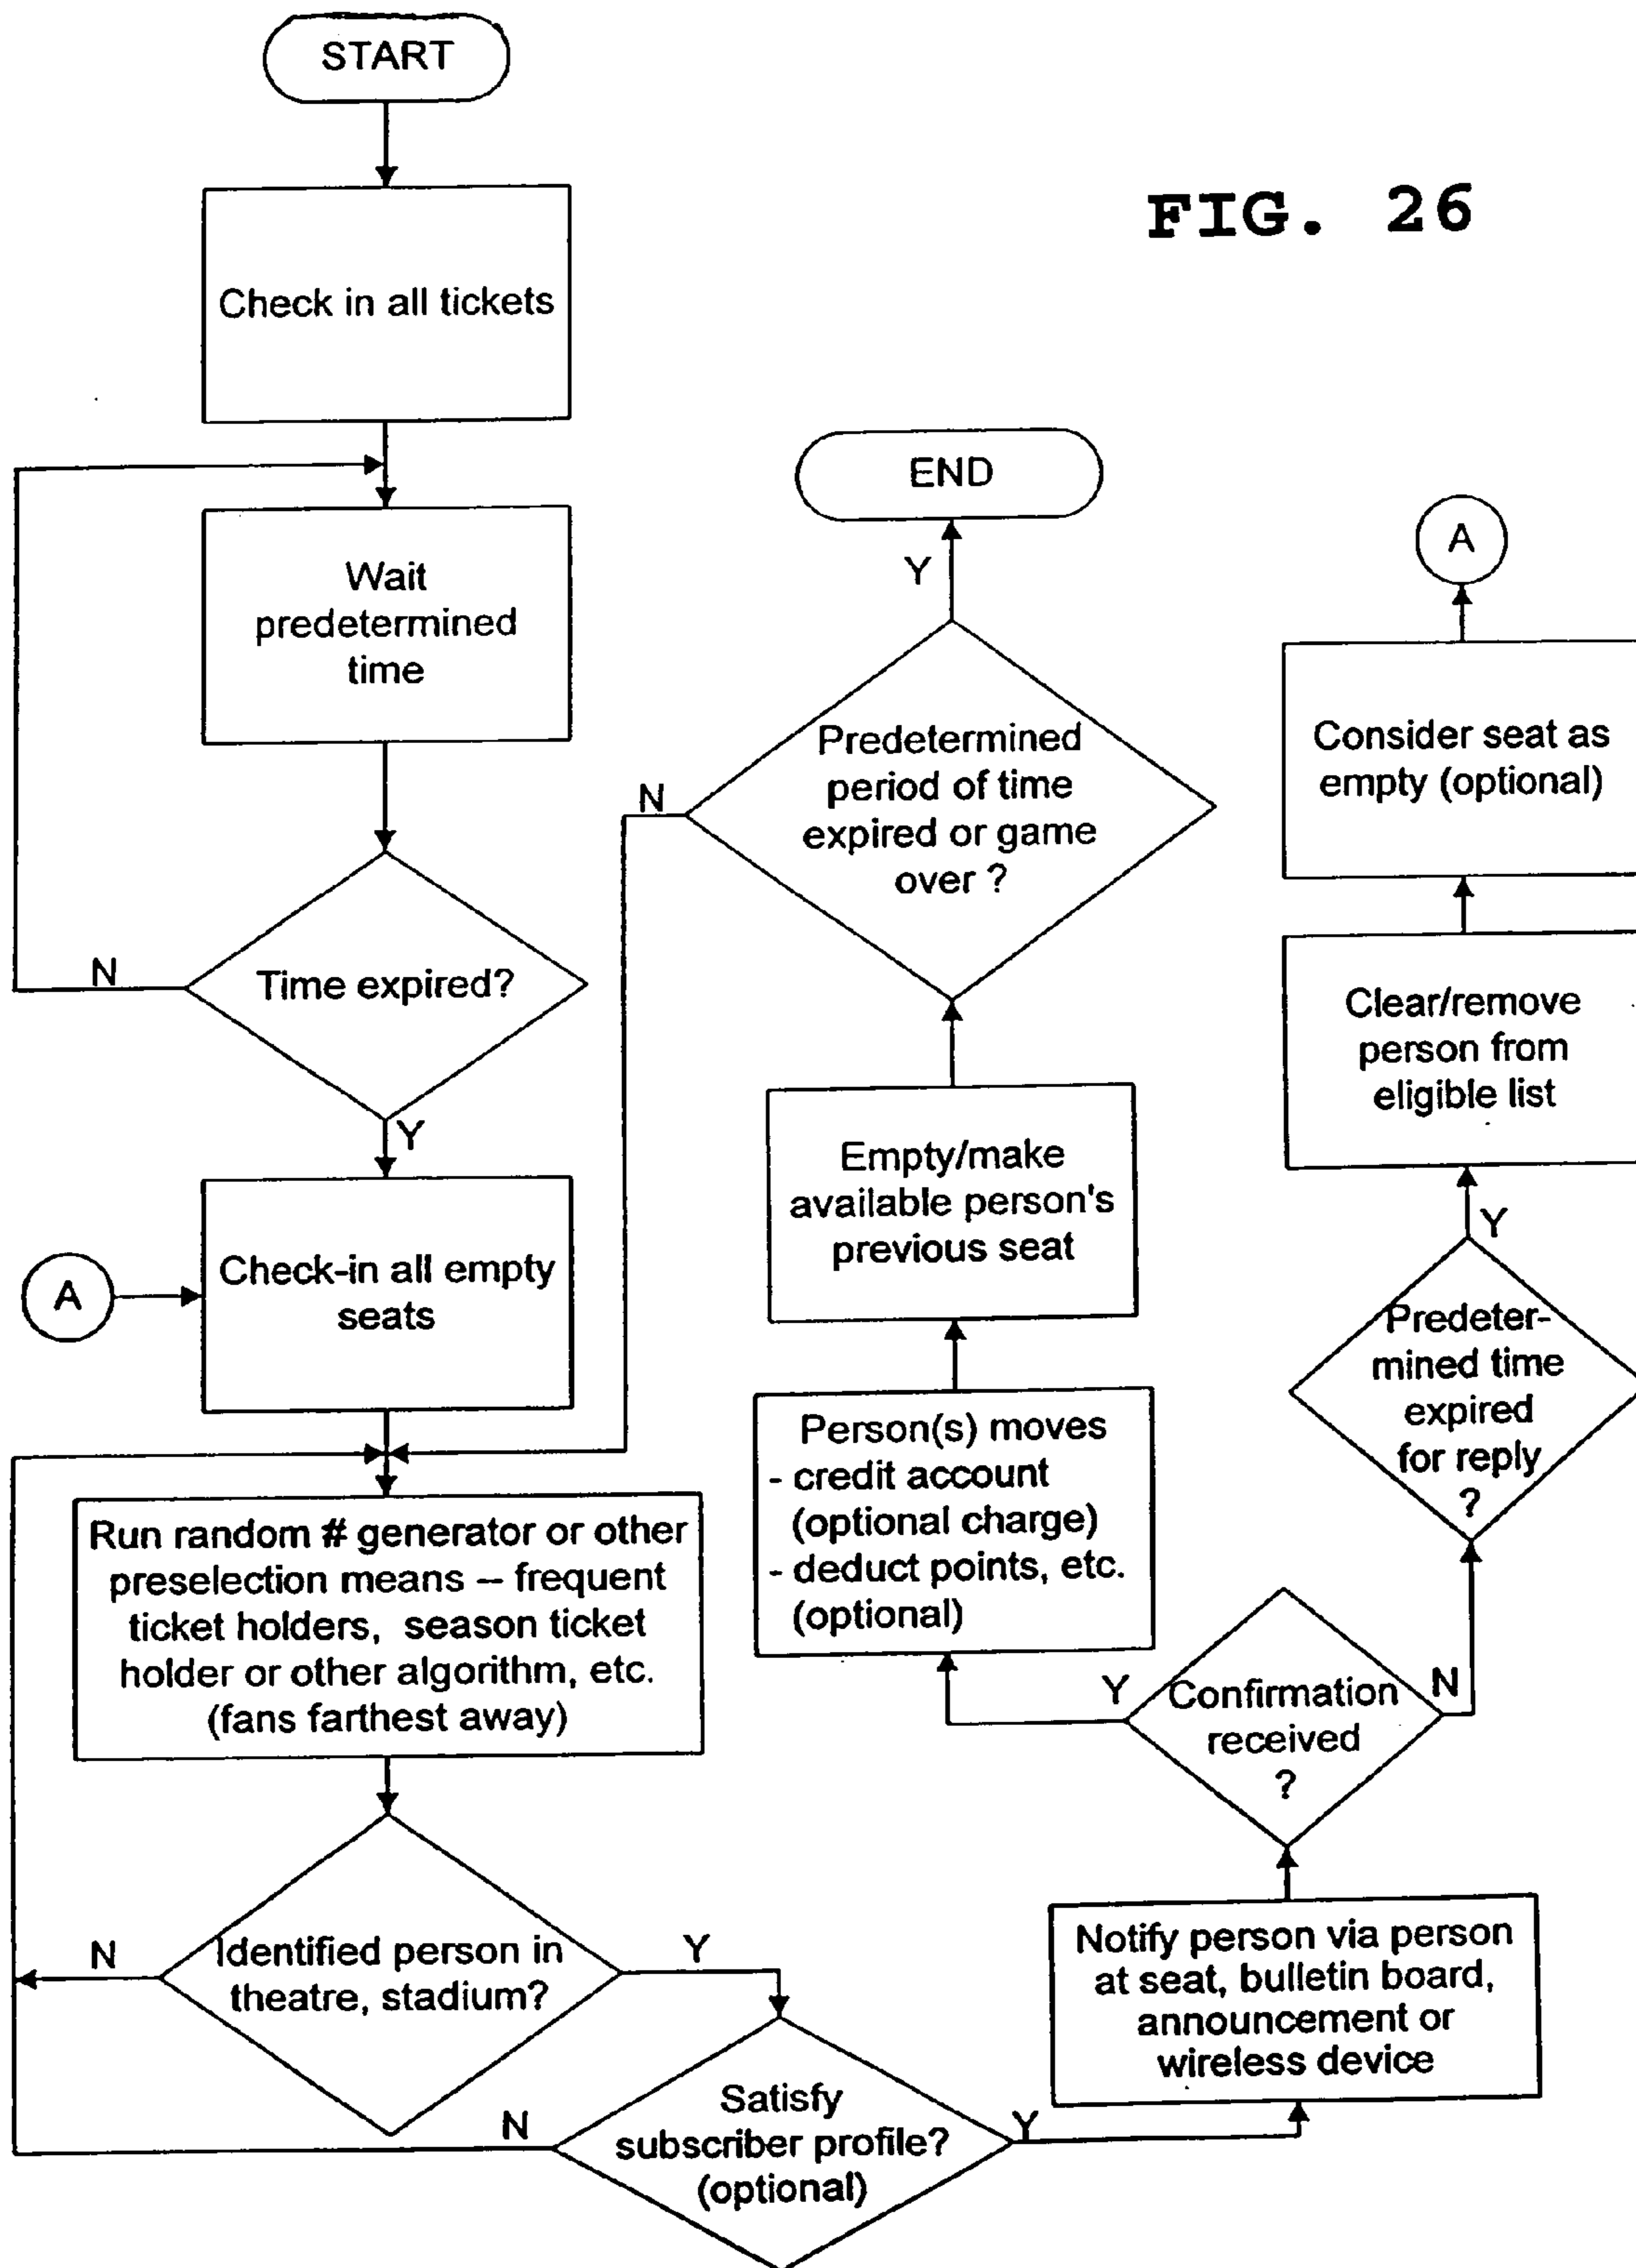 START
FIG. 26
Check in all tickets
Wait
predetermined
time
N
Time expired?
Y
A
Check-in all empty
seats
Run random # generator or other
preselection means – frequent
ticket holders, season ticket
holder or other algorithm, etc.
(fans farthest away)
N
Identified person in
theatre, stadium?
Y
N
Satisfy
subscriber profile?
(optional)
Y
Notify person via person
at seat, bulletin board,
announcement or
wireless device
Y
Confirmation
received
?
N
Person(s) moves
- credit account
(optional charge)
- deduct points, etc.
(optional)
Empty/make
available person's
previous seat
N
Predetermined
period of time
expired or game
over ?
Y
END
Predeter-
mined time
expired
for reply
?
Y
Clear/remove
person from
eligible list
Consider seat as
empty (optional)
A